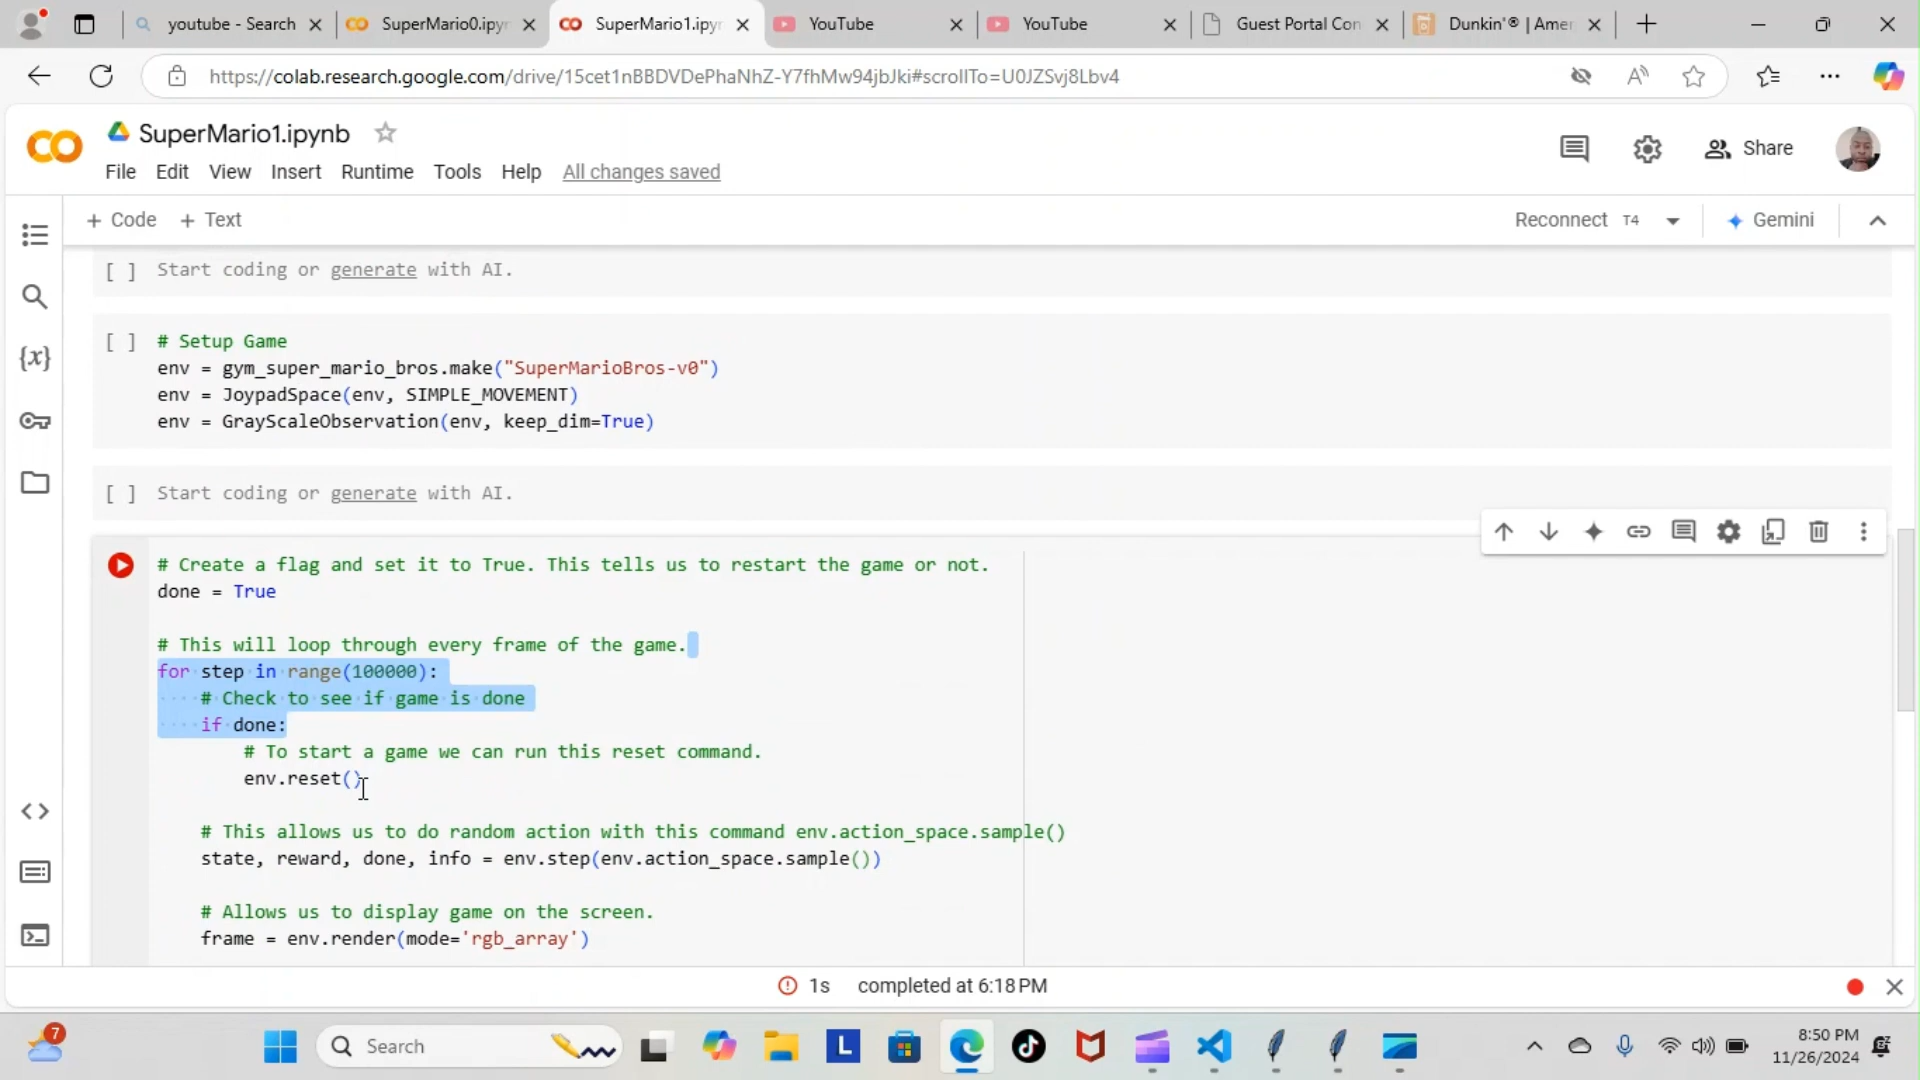 youtube - Search
SuperMario0.ipyn
SuperMario1.ipyn
YouTube
YouTube
Guest Portal Con
Dunkin'® | Amer
https://colab.research.google.com/drive/15cet1nBBDVDePhaNhZ-Y7fhMw94jbJki#scrollTo=U0JZSvj8Lbv4
SuperMario1.ipynb
Share
File Edit View Insert Runtime Tools Help All changes saved
+ Code + Text
Reconnect T4
Gemini
[ ] Start coding or generate with AI.
[ ] # Setup Game
env = gym_super_mario_bros.make("SuperMarioBros-v0")
env = JoypadSpace(env, SIMPLE_MOVEMENT)
env = GrayScaleObservation(env, keep_dim=True)
[ ] Start coding or generate with AI.
# Create a flag and set it to True. This tells us to restart the game or not.
done = True
# This will loop through every frame of the game.
for step in range(100000):
# Check to see if game is done
if done:
# To start a game we can run this reset command.
env.reset()
# This allows us to do random action with this command env.action_space.sample()
state, reward, done, info = env.step(env.action_space.sample())
# Allows us to display game on the screen.
frame = env.render(mode='rgb_array')
1s completed at 6:18 PM
7
Search
L
8:50 PM
11/26/2024